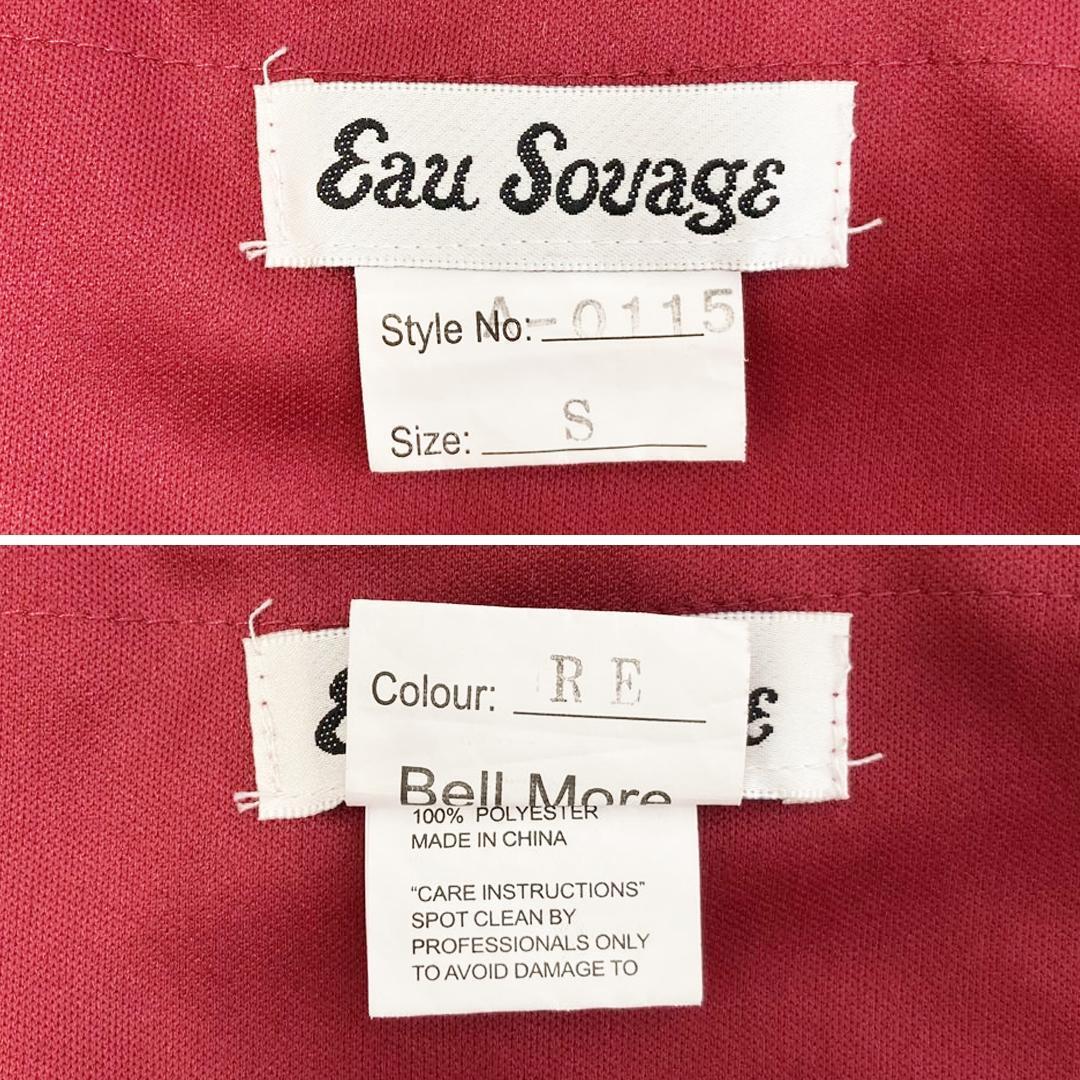 Eau Souage
Style No: A-0115
Size: S
Colour: RE
Bell More
100% POLYESTER
MADE IN CHINA
“CARE INSTRUCTIONS”
SPOT CLEAN BY
PROFESSIONALS ONLY
TO AVOID DAMAGE TO